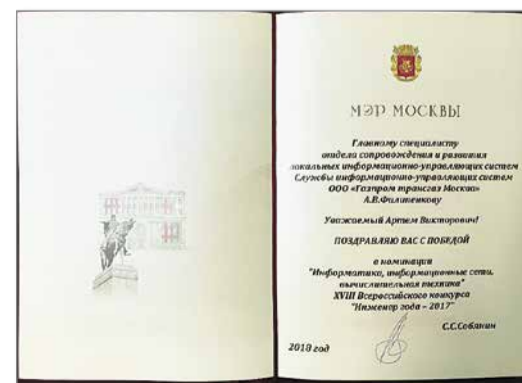 МЭР МОСКВЫ
Главному специалисту
отдела сопровождения и развития
локальных информационно-управляющих систем
Службы информационно-управляющих систем
ООО «Газпром трансгаз Москва»
А.В.Филипенкову
Уважаемый Артем Викторович!
ПОЗДРАВЛЯЮ ВАС С ПОБЕДОЙ
в номинации
"Информатика, информационные сети,
вычислительная техника"
XVIII Всероссийского конкурса
"Инженер года – 2017"
С.С.Собянин
2018 год